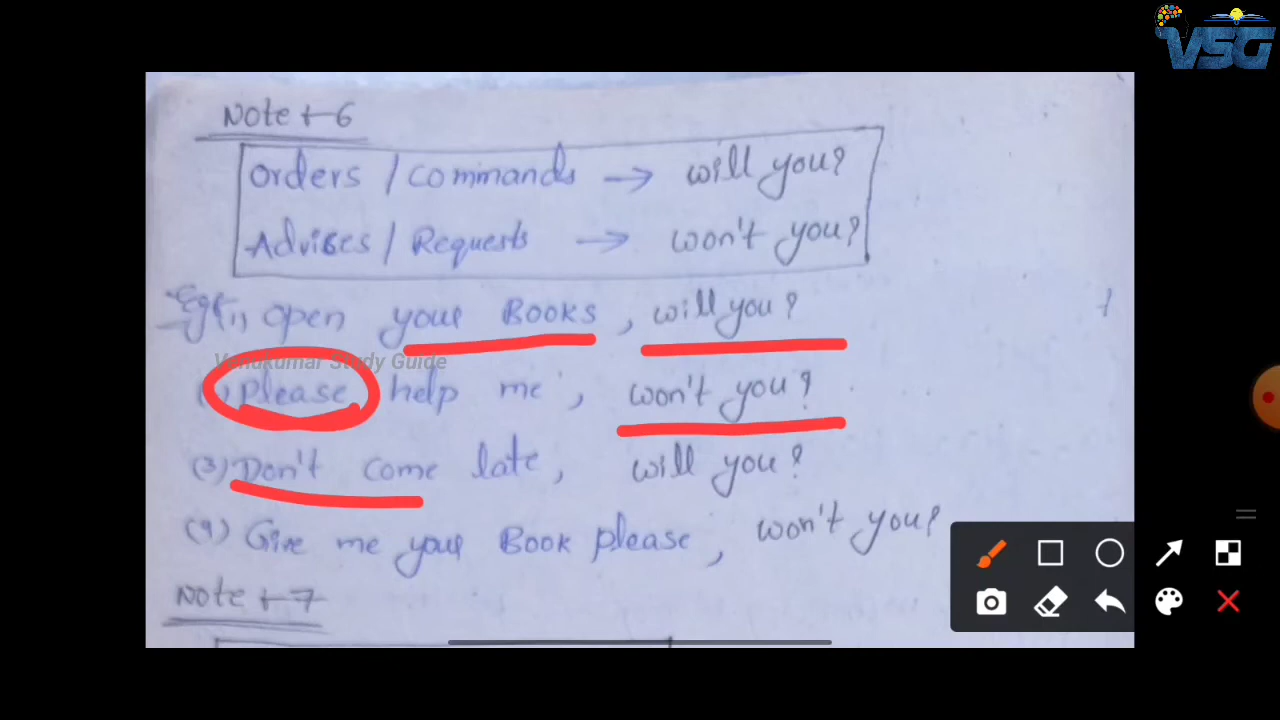 VSG
Note +6
Orders / commands → will you?
Advises / Requests → won't you?
Eg:- (1) open your Books, will you?
Venukumar Study Guide
please help me, won't you?
(3) Don't come late, will you?
(4) Give me your Book please, won't you?
Note +7